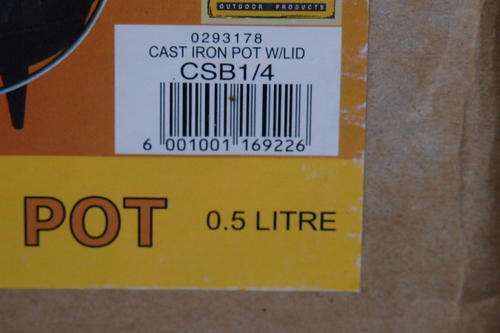 OUTDOOR PRODUCTS
0293178
CAST IRON POT W/LID
CSB1/4
6 001001 169226
POT 0.5 LITRE